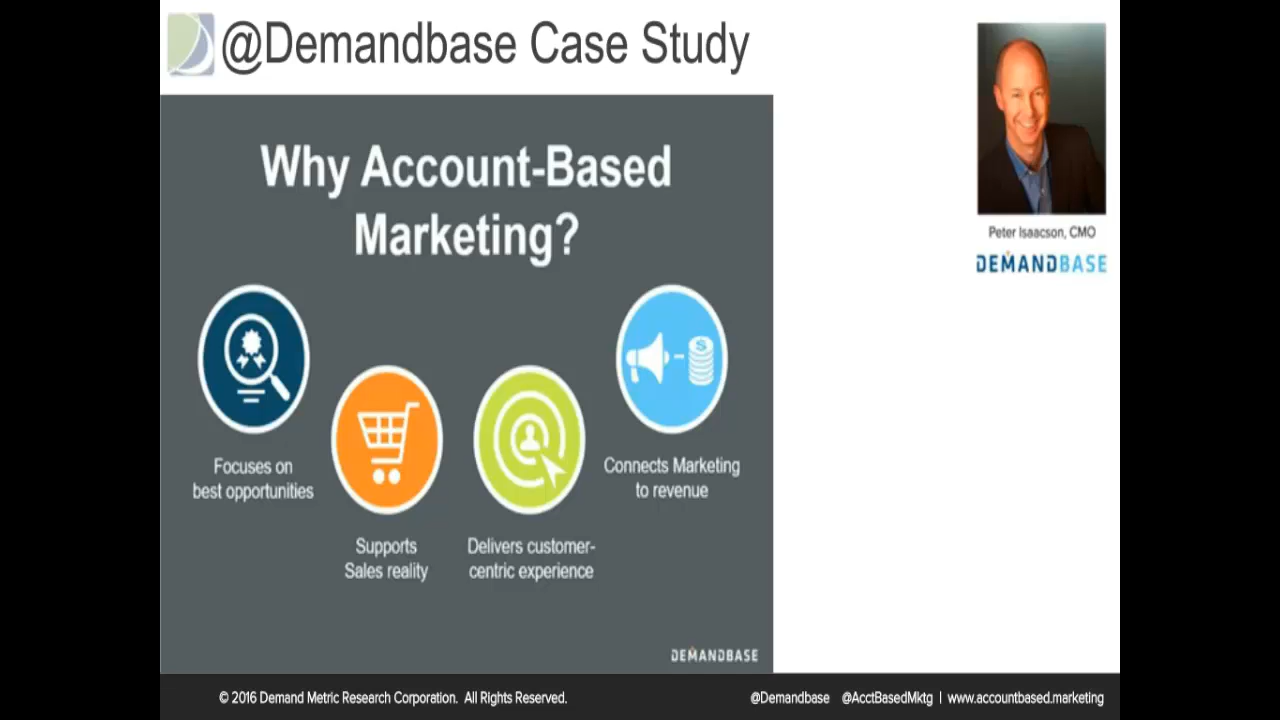 @Demandbase Case Study
Why Account-Based
Marketing?
Focuses on
best opportunities
Supports
Sales reality
Delivers customer-
centric experience
$
Connects Marketing
to revenue
DEMANDBASE
Peter Isaacson, CMO
DEMANDBASE
© 2016 Demand Metric Research Corporation. All Rights Reserved.
@Demandbase @AcctBasedMktg | www.accountbased.marketing